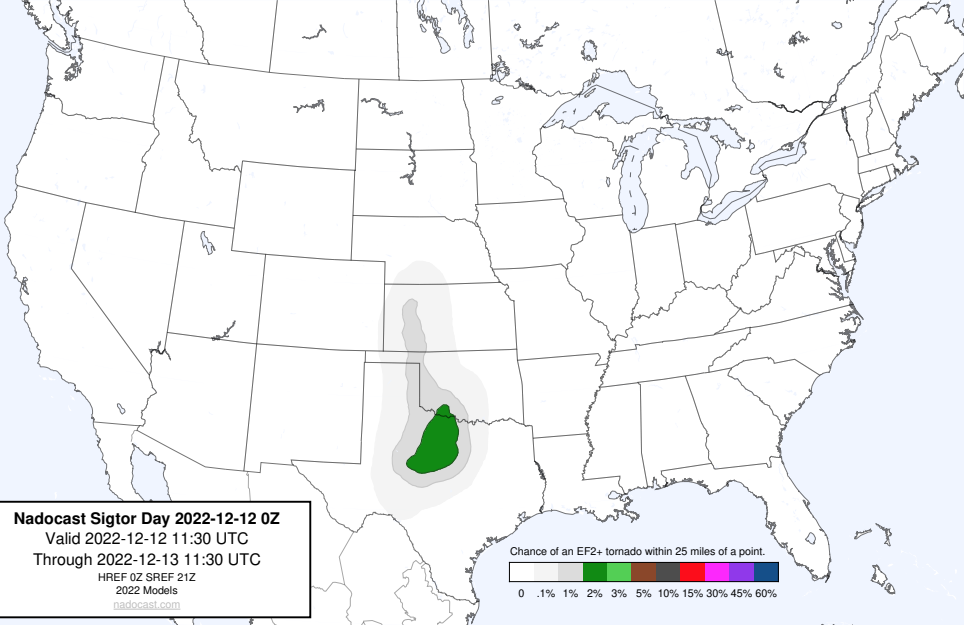 Nadocast Sigtor Day 2022-12-12 0Z
Valid 2022-12-12 11:30 UTC
Through 2022-12-13 11:30 UTC
HREF 0Z SREF 21Z
2022 Models
nadocast.com
Chance of an EF2+ tornado within 25 miles of a point.
0 .1% 1% 2% 3% 5% 10% 15% 30% 45% 60%